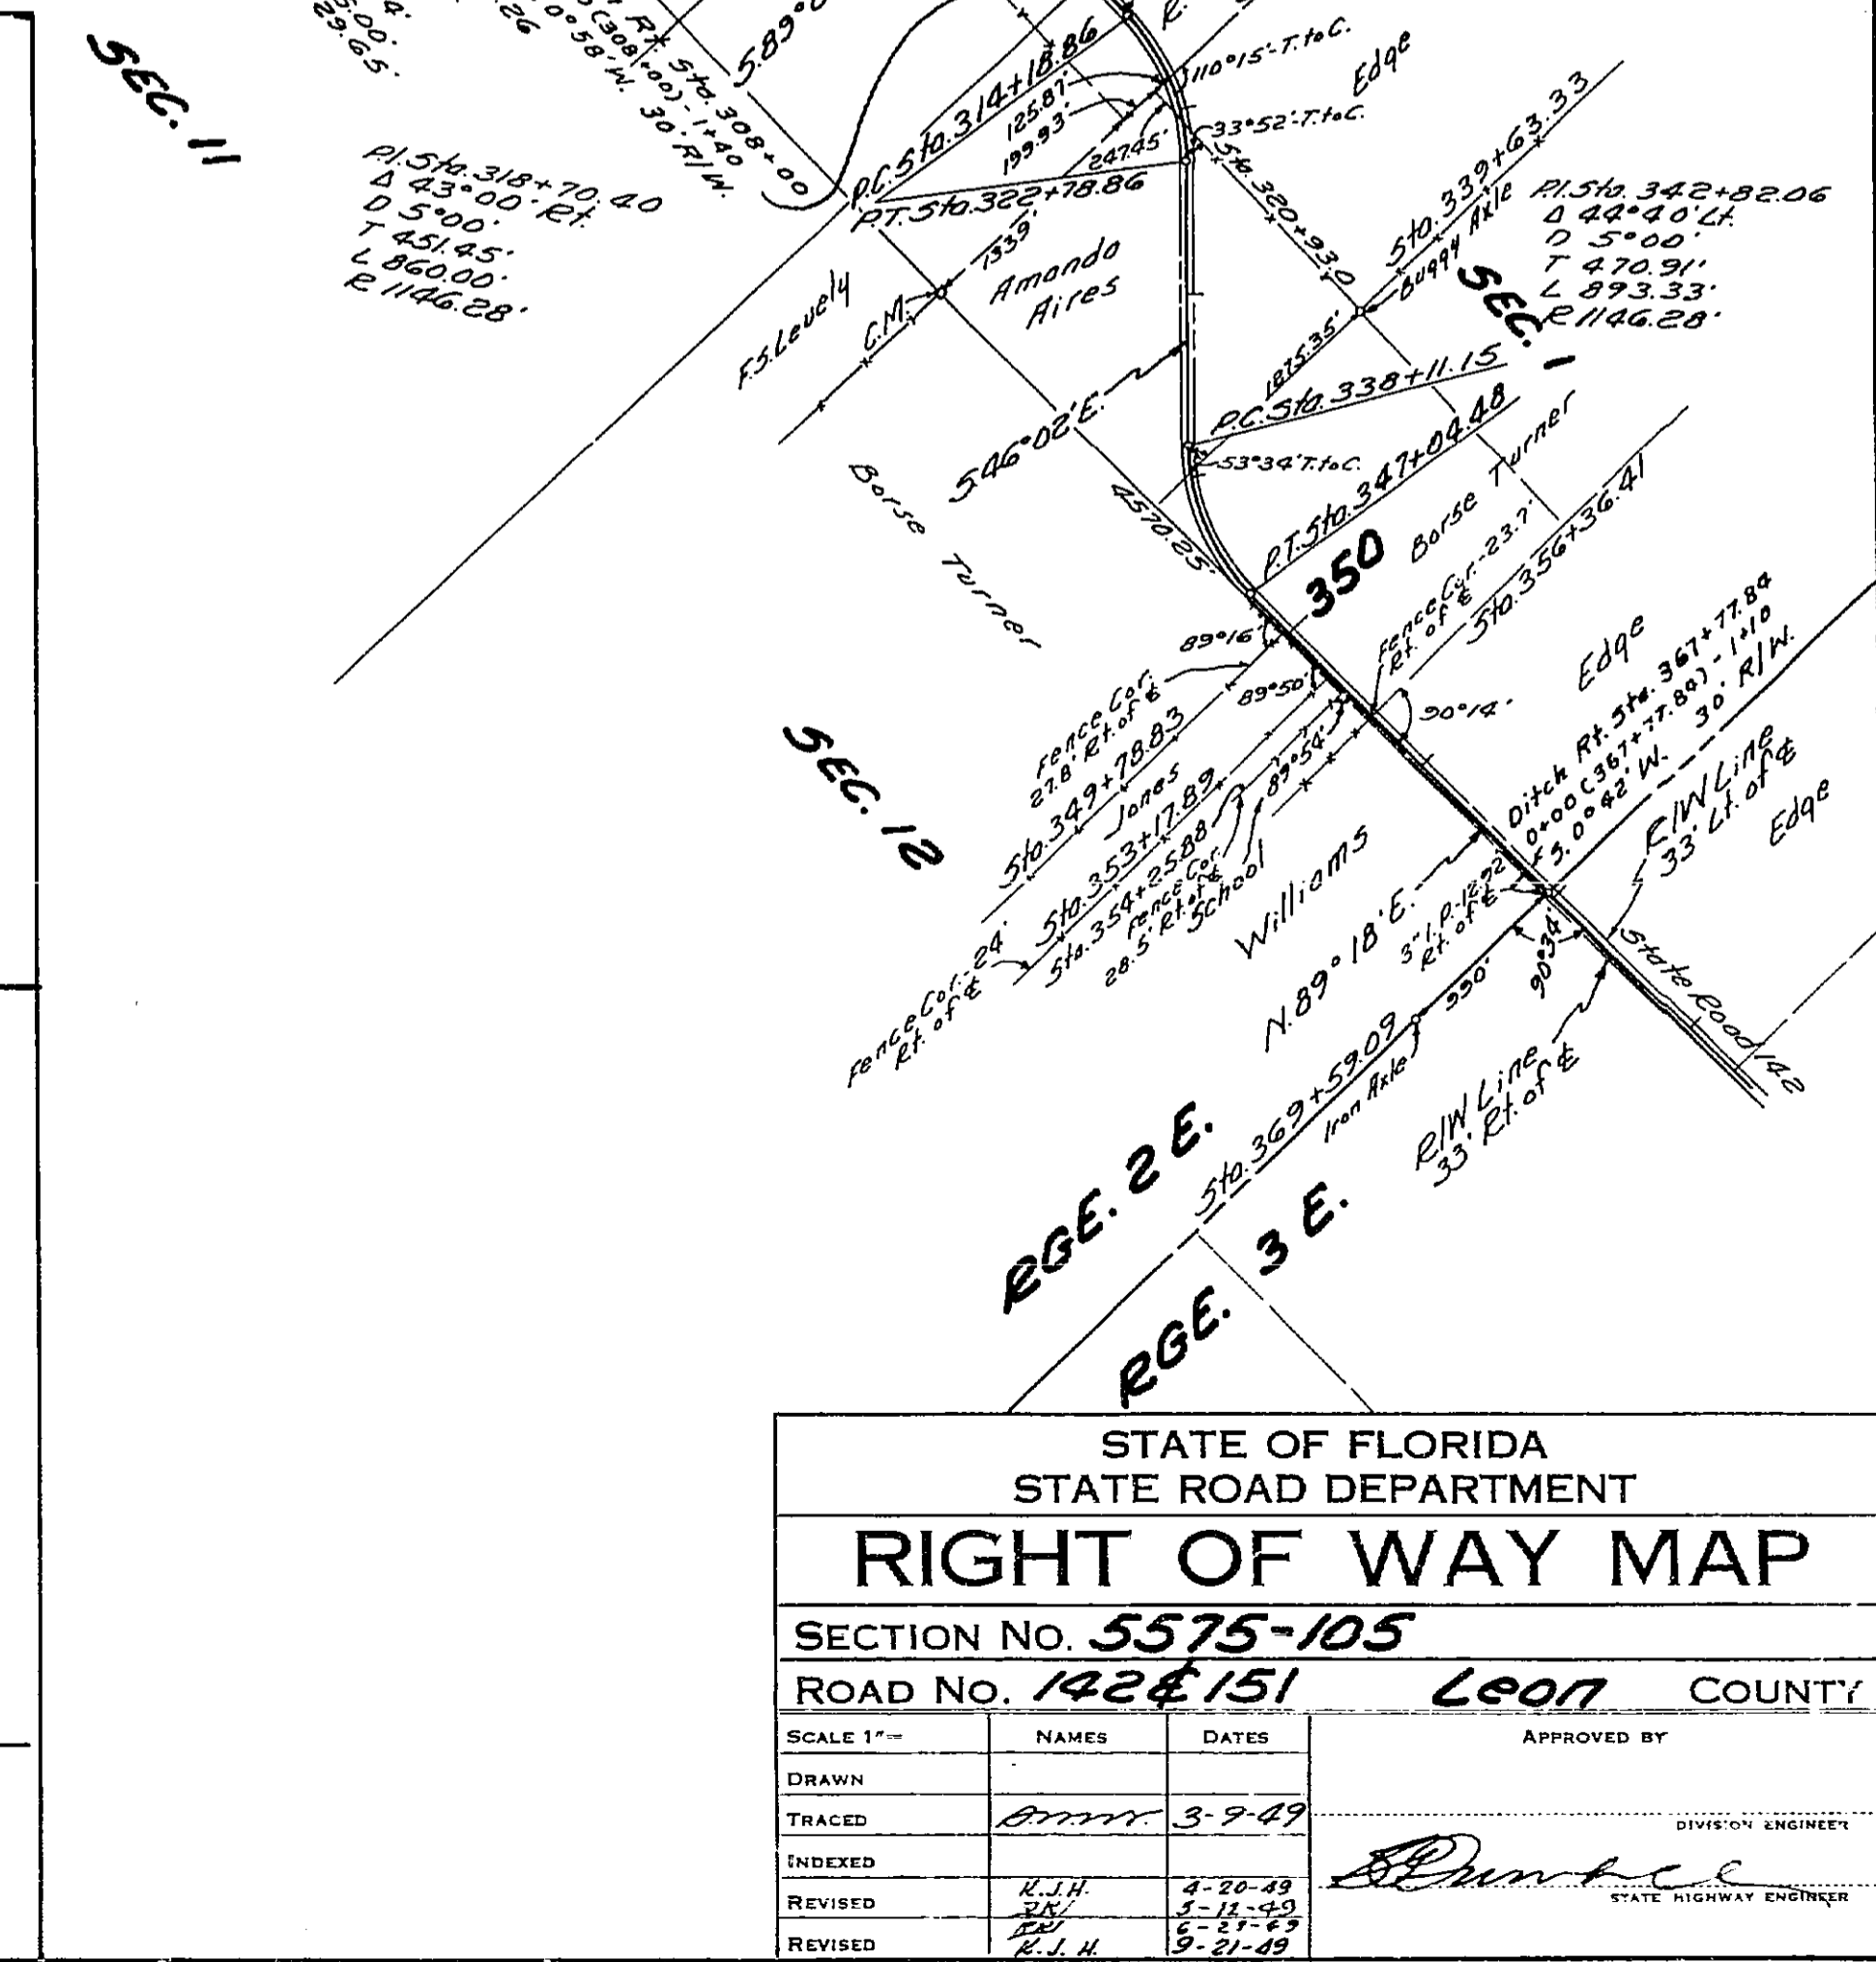 SEC. 11
29.65'
Rt. Sta. 308+00
30' R/W.
P.I. Sta. 318+70.40
Δ 43°00' Rt.
D 5°00'
T 451.45'
L 860.00'
R 1146.28'
P.C. Sta. 314+18.86
125.87'
199.93'
247.45'
P.T. Sta. 322+78.86
110°15'-T. to C.
Edge
33°52'-T. to C.
Sta. 320+93.0
Sta. 339+63.33
Buggy Axle
P.I. Sta. 342+82.06
Δ 44°40' Lt.
D 5°00'
T 470.91'
L 893.33'
R 1146.28'
SEC. 1
F.S. Levely
C.M.
1339'
Amando
Aires
1875.35'
P.C. Sta. 338+11.15
S.46°02'E.
53°34' T. to C.
4570.25'
P.T. Sta. 347+04.48
350
Borse Turner
Borse Turner
Fence Cor.-23.7'
Rt. of ℄
Sta. 356+36.41
89°16'
89°50'
90°14'
89°54'
Fence Cor.
27.8' Rt. of ℄
Sta. 349+78.83
Jones
Sta. 353+17.89
Sta. 354+25.88
Fence Cor.
28.5' Rt. of ℄
School
Fence Cor.-24'
Rt. of ℄
SEC. 12
Williams
Edge
Ditch Rt. Sta. 367+77.84
0+00 (367+77.84) - 1+10
S.0°42' W. 30' R/W.
R/W Line
33' Lt. of ℄
Edge
N.89°18'E.
Rt. of ℄
990'
90°34'
State Road 142
Sta. 369+59.09
Iron Axle
R/W Line
33' Rt. of ℄
RGE. 2 E.
RGE. 3 E.
STATE OF FLORIDA
STATE ROAD DEPARTMENT
RIGHT OF WAY MAP
SECTION No. 5575-105
ROAD No. 142 & 151 Leon COUNTY
SCALE 1"= NAMES DATES APPROVED BY
DRAWN
TRACED 3-9-49
DIVISION ENGINEER
INDEXED
REVISED K.J.H. 4-20-49
5-12-49
STATE HIGHWAY ENGINEER
REVISED K.J.H. 9-21-49